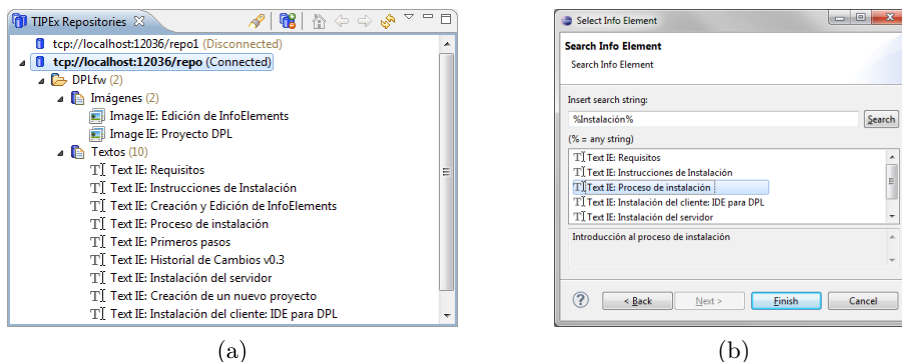 TIPEx Repositories
tcp://localhost:12036/repo1 (Disconnected)
tcp://localhost:12036/repo (Connected)
DPLfw (2)
Imágenes (2)
Image IE: Edición de InfoElements
Image IE: Proyecto DPL
Textos (10)
Text IE: Requisitos
Text IE: Instrucciones de Instalación
Text IE: Creación y Edición de InfoElements
Text IE: Proceso de instalación
Text IE: Primeros pasos
Text IE: Historial de Cambios v0.3
Text IE: Instalación del servidor
Text IE: Creación de un nuevo proyecto
Text IE: Instalación del cliente: IDE para DPL
(a)
Select Info Element
Search Info Element
Search Info Element
Insert search string:
%Instalación%
Search
(% = any string)
Text IE: Requisitos
Text IE: Instrucciones de Instalación
Text IE: Proceso de instalación
Text IE: Instalación del cliente: IDE para DPL
Text IE: Instalación del servidor
Introducción al proceso de instalación
< Back Next > Finish Cancel
(b)